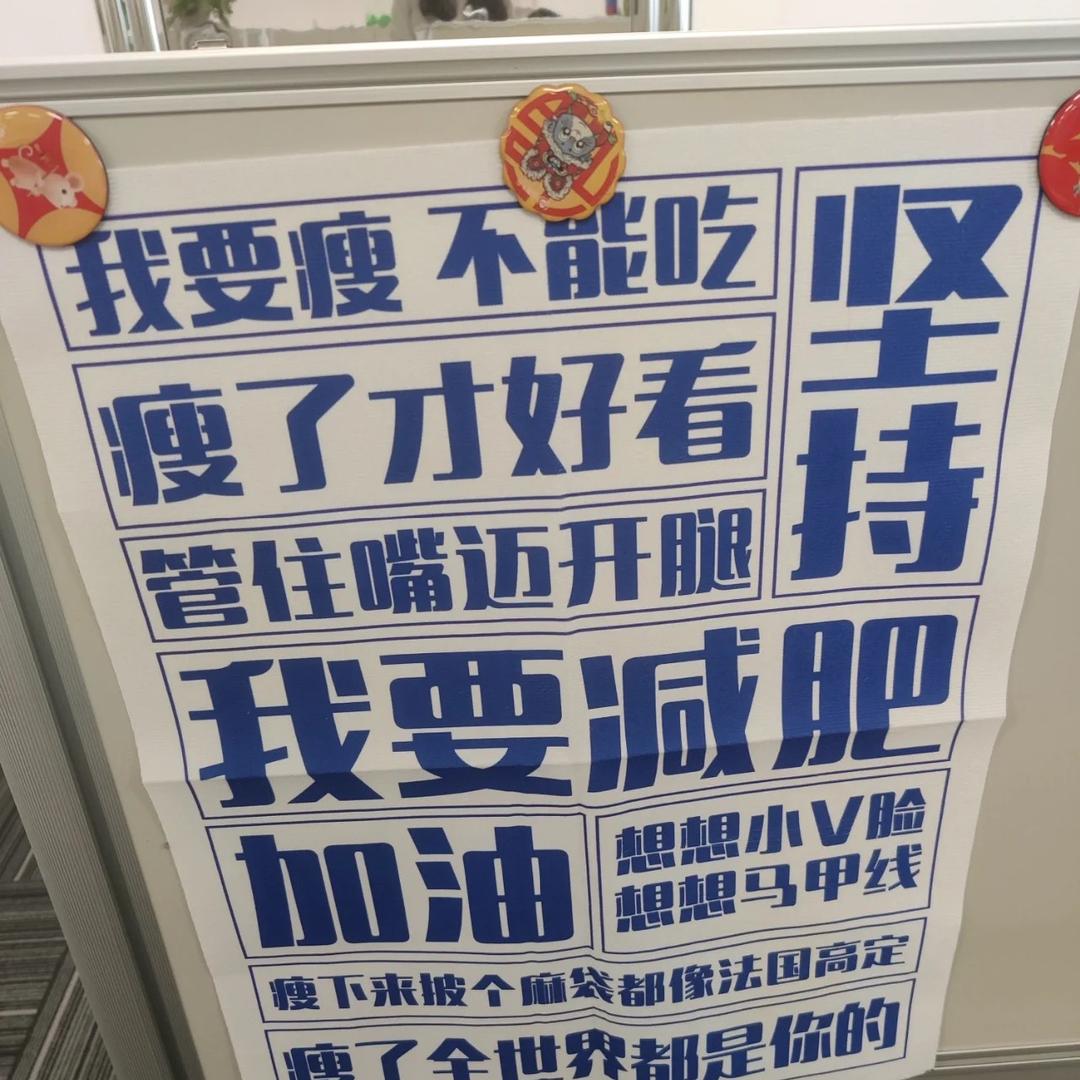 我要瘦 不能吃
坚持
瘦了才好看
管住嘴迈开腿
我要减肥
加油
想想小V脸
想想马甲线
瘦下来披个麻袋都像法国高定
瘦了全世界都是你的